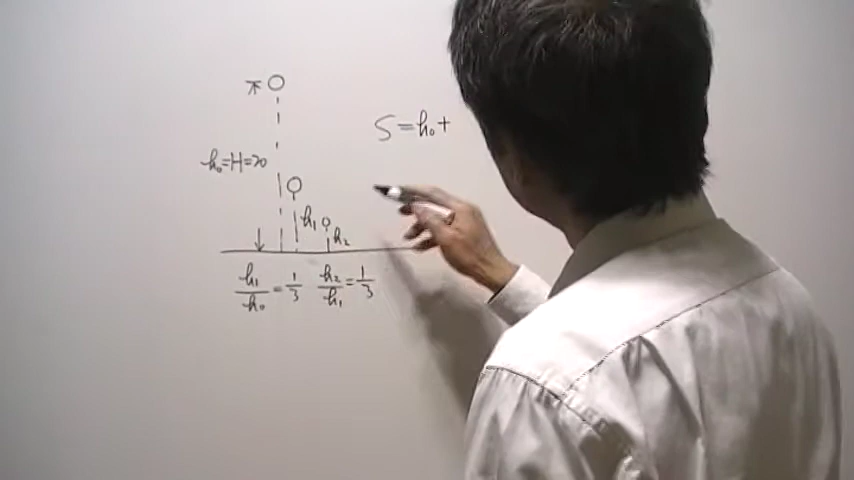 S=h₀+
h₀=H=20
h₁
h₂
h₁/h₀=1/3 h₂/h₁=1/3